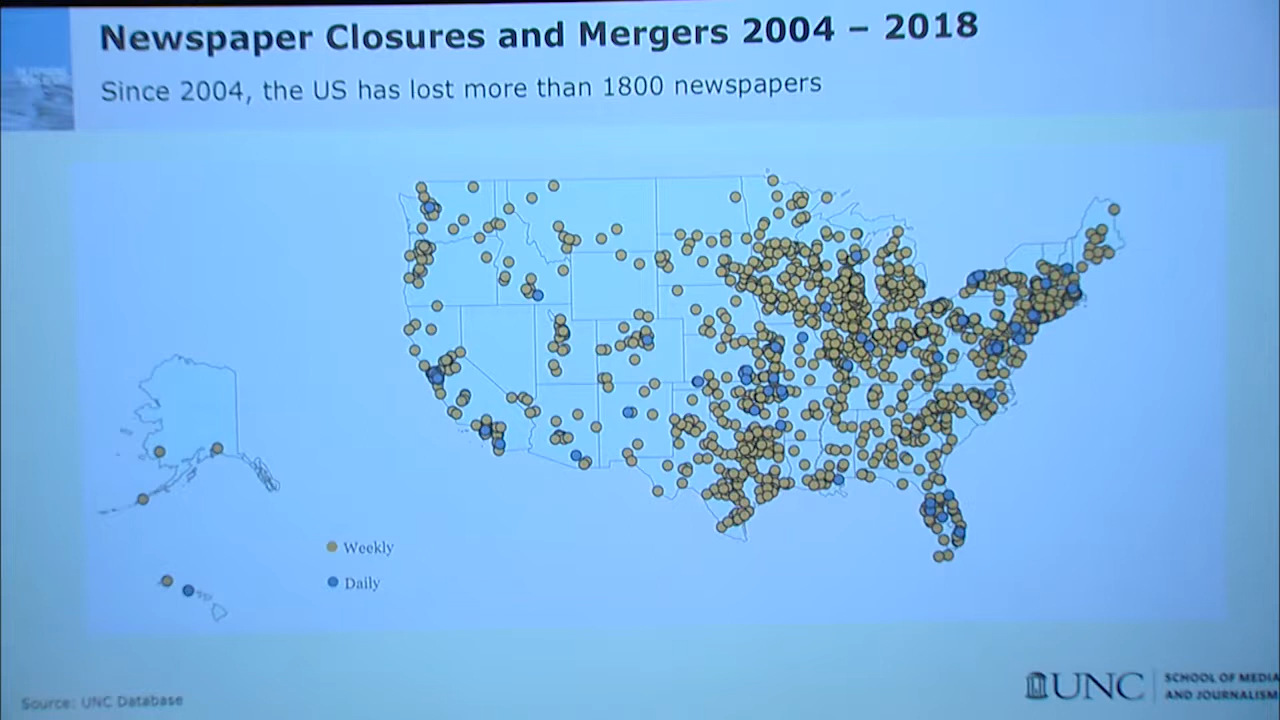 Newspaper Closures and Mergers 2004 – 2018
Since 2004, the US has lost more than 1800 newspapers
Weekly
Daily
Source: UNC Database
UNC
SCHOOL OF MEDIA
AND JOURNALISM